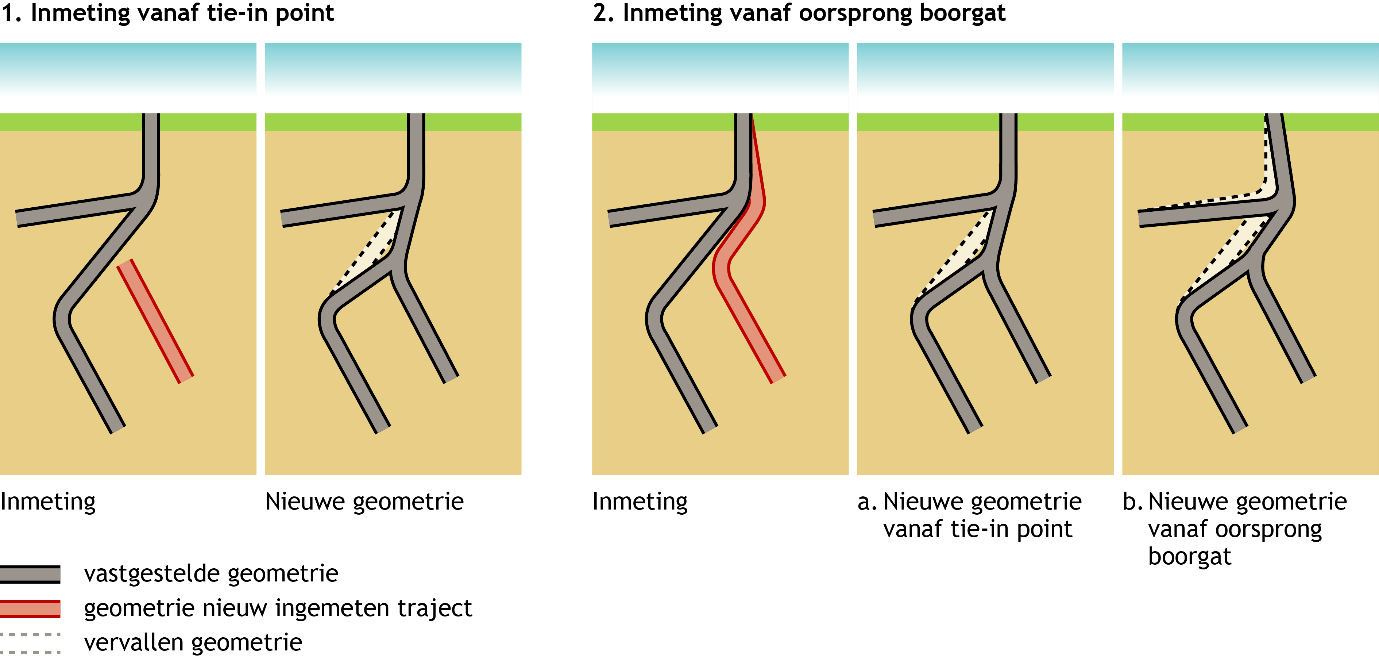 1. Inmeting vanaf tie-in point
2. Inmeting vanaf oorsprong boorgat
Inmeting
Nieuwe geometrie
Inmeting
a. Nieuwe geometrie
vanaf tie-in point
b. Nieuwe geometrie
vanaf oorsprong
boorgat
vastgestelde geometrie
geometrie nieuw ingemeten traject
vervallen geometrie